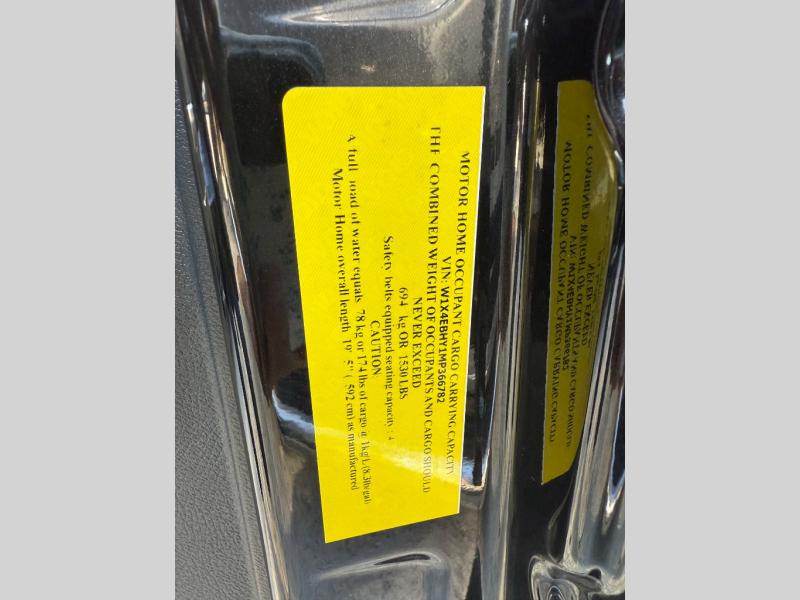 MOTOR HOME OCCUPANT CARGO CARRYING CAPACITY
VIN: W1X4EBHY1MP366782
THE COMBINED WEIGHT OF OCCUPANTS AND CARGO SHOULD
NEVER EXCEED
694 kg OR 1530 LBS
Safety belts equipped seating capacity : 4
CAUTION
A full load of water equals 78 kg or 174 lbs of cargo at 1kg/L (8.3lb/gal)
Motor Home overall length 19' 5" ( 592 cm) as manufactured